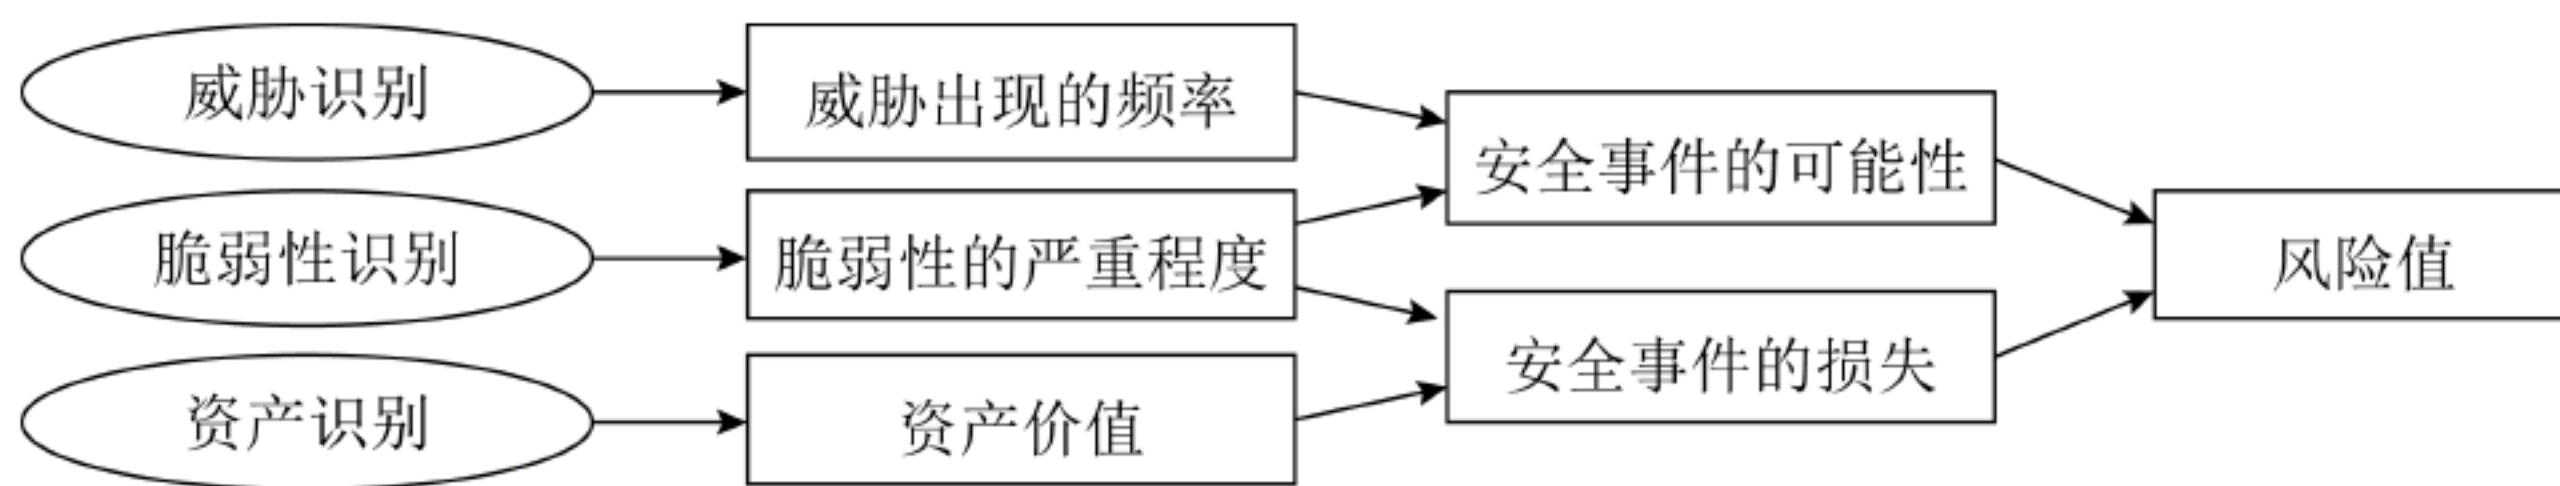 威胁识别
威胁出现的频率
安全事件的可能性
脆弱性识别
脆弱性的严重程度
风险值
安全事件的损失
资产识别
资产价值